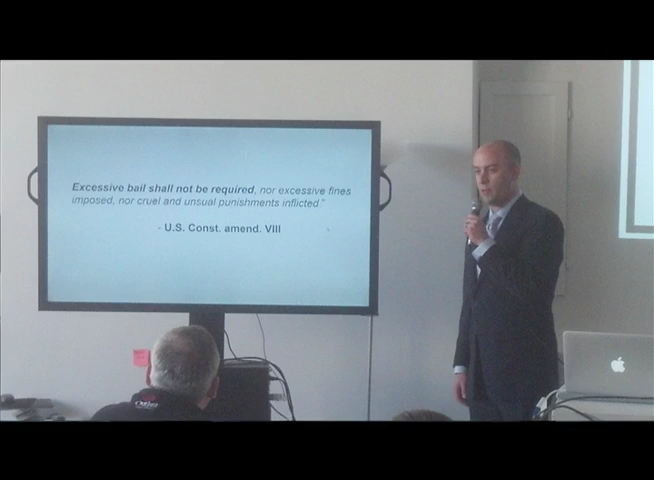 Excessive bail shall not be required, nor excessive fines
imposed, nor cruel and unusual punishments inflicted."
- U.S. Const. amend. VIII